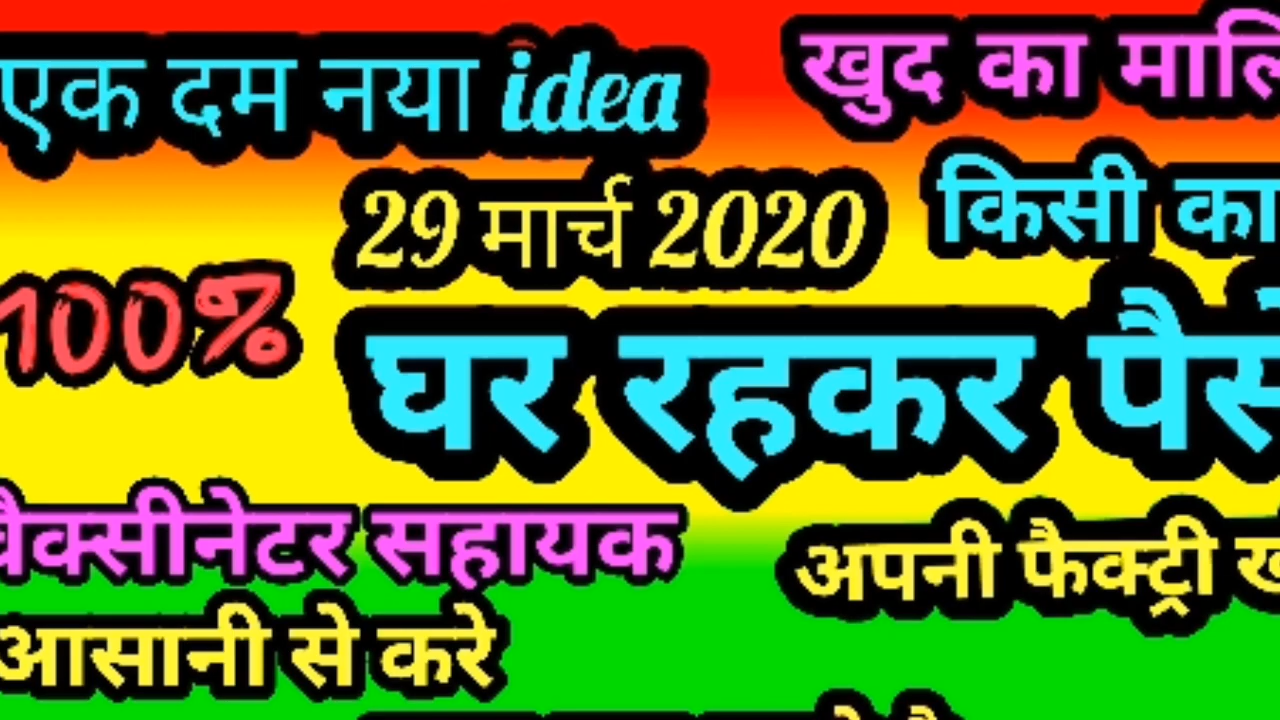 एक दम नया idea
खुद का
29 मार्च 2020
किसी का
100%
घर रहकर
वैक्सीनेटर सहायक
अपनी फैक्ट्री
आसानी से करे